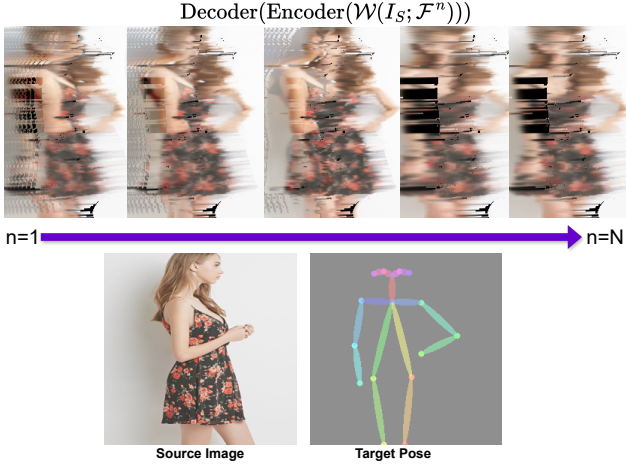 Decoder(Encoder(𝒲(I_S; ℱ^n)))
n=1
n=N
Source Image
Target Pose